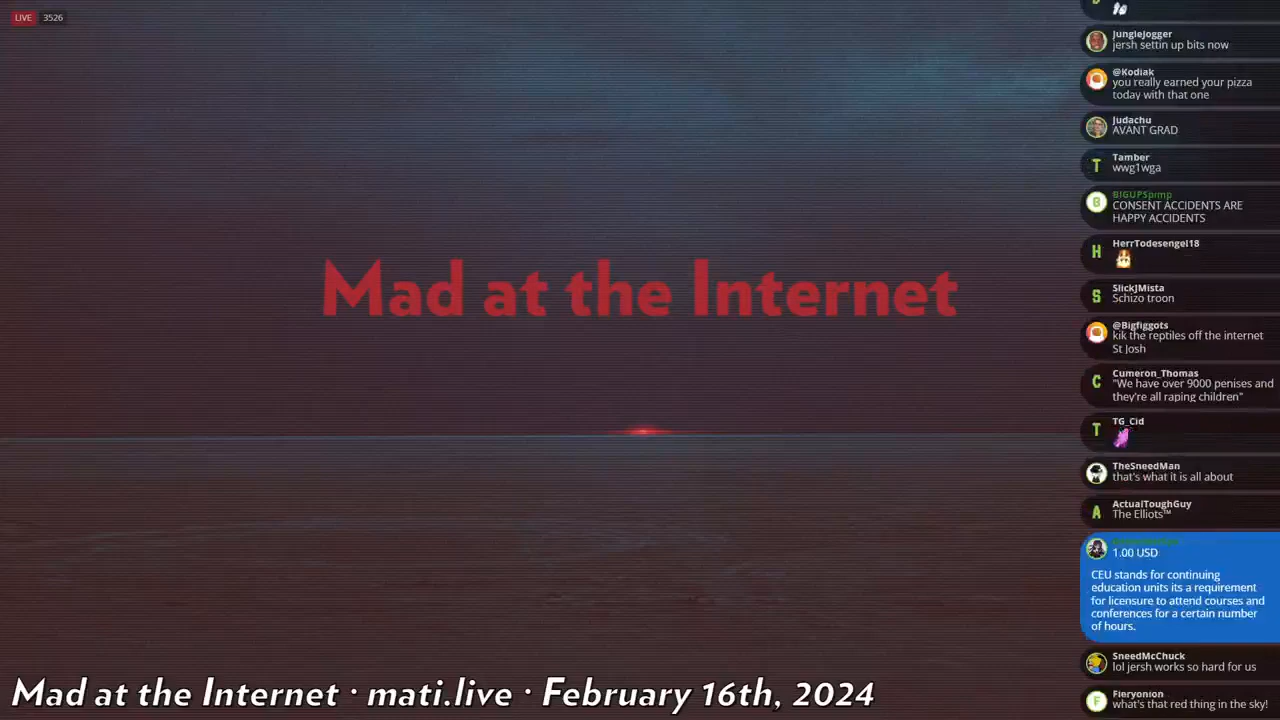 LIVE 3526
JungleJogger
jersh settin up bits now
@Kodiak
you really earned your pizza
today with that one
Judachu
AVANT GRAD
Tamber
wwg1wga
BIGUPSpimp
CONSENT ACCIDENTS ARE
HAPPY ACCIDENTS
HerrTodesengel18
SlickJMista
Schizo troon
@Bigfiggots
kik the reptiles off the internet
St Josh
Cumeron_Thomas
"We have over 9000 penises and
they're all raping children"
TG_Cid
TheSneedMan
that's what it is all about
ActualToughGuy
The Elliots™
1.00 USD
CEU stands for continuing
education units its a requirement
for licensure to attend courses and
conferences for a certain number
of hours.
SneedMcChuck
lol jersh works so hard for us
Fieryonion
what's that red thing in the sky!
Mad at the Internet
Mad at the Internet · mati.live · February 16th, 2024